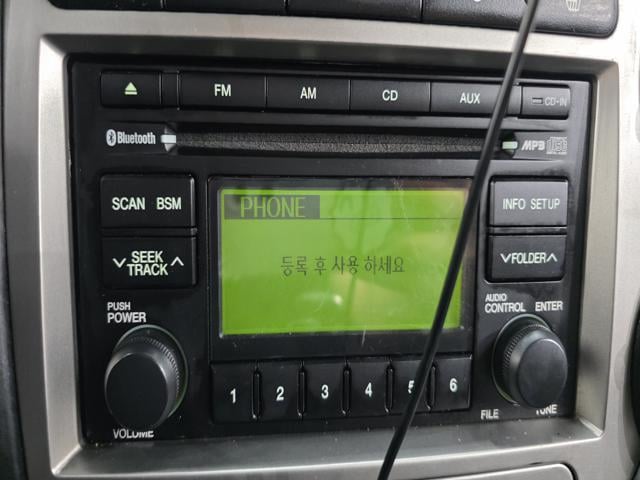 FM AM CD AUX CD-IN
Bluetooth MP3
SCAN BSM
PHONE
INFO SETUP
SEEK
TRACK
등록 후 사용 하세요
FOLDER
PUSH
POWER
AUDIO
CONTROL ENTER
1 2 3 4 5 6
VOLUME
FILE TUNE